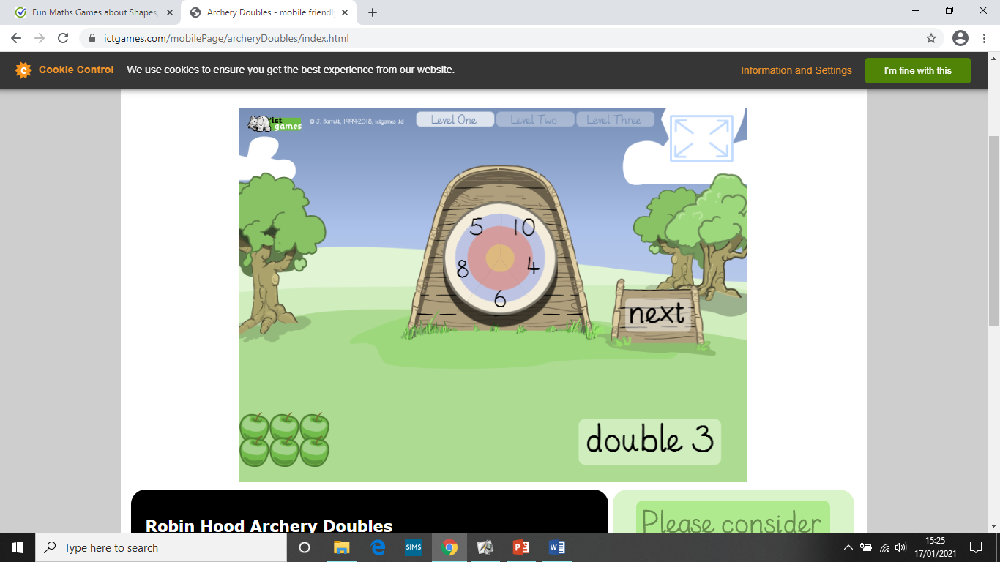 Fun Maths Games about Shapes,
Archery Doubles - mobile friendl
ictgames.com/mobilePage/archeryDoubles/index.html
Cookie Control
We use cookies to ensure you get the best experience from our website.
Information and Settings
I'm fine with this
ict games
© J. Barrett, 1999-2018, ictgames ltd
Level One
Level Two
Level Three
5
10
8
4
6
next
double 3
Robin Hood Archery Doubles
Please consider
Type here to search
SIMS
15:25
17/01/2021